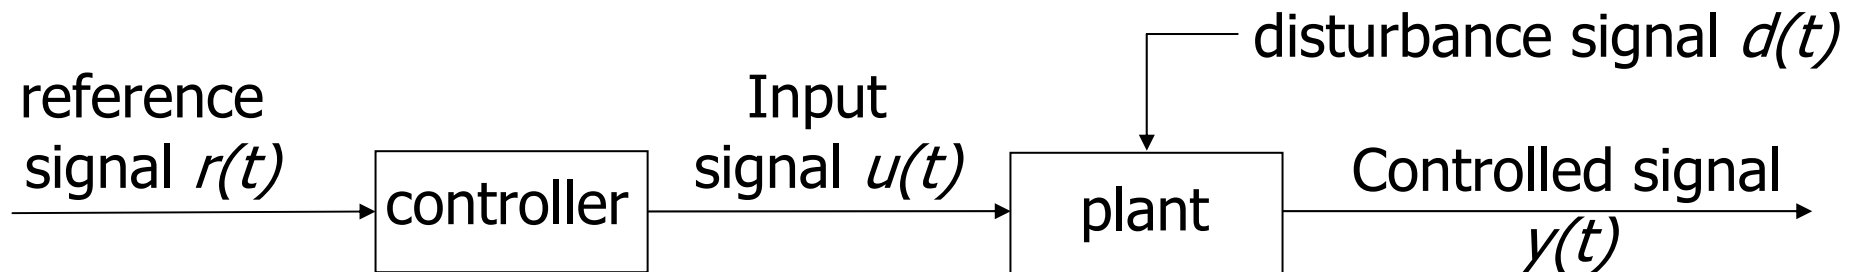 disturbance signal d(t)
reference
signal r(t)
controller
Input
signal u(t)
plant
Controlled signal
y(t)